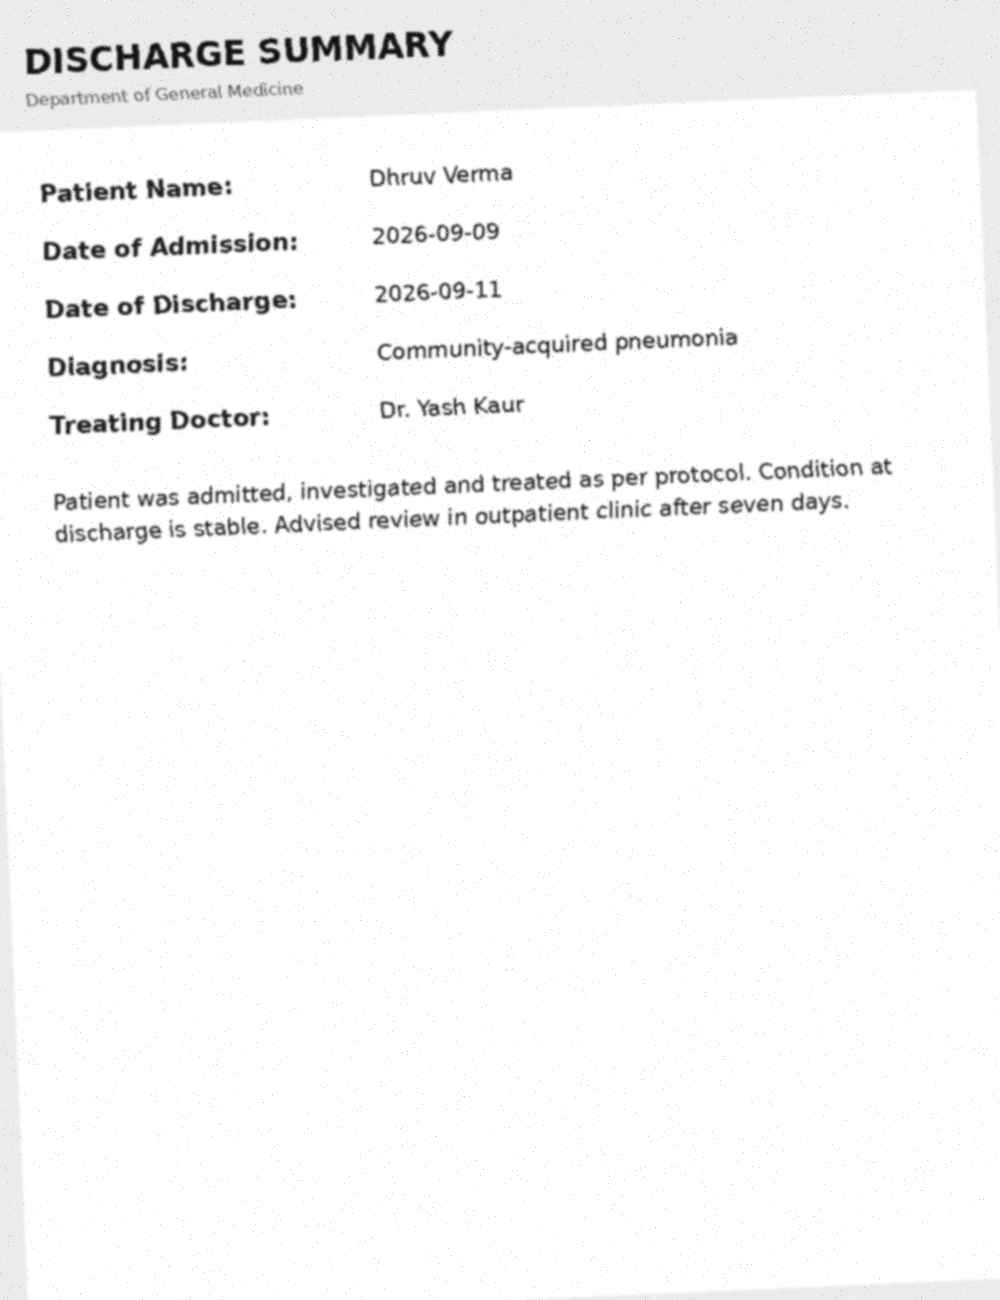 DISCHARGE SUMMARY
Department of General Medicine
Patient Name: Dhruv Verma
Date of Admission: 2026-09-09
Date of Discharge: 2026-09-11
Diagnosis: Community-acquired pneumonia
Treating Doctor: Dr. Yash Kaur
Patient was admitted, investigated and treated as per protocol. Condition at
discharge is stable. Advised review in outpatient clinic after seven days.